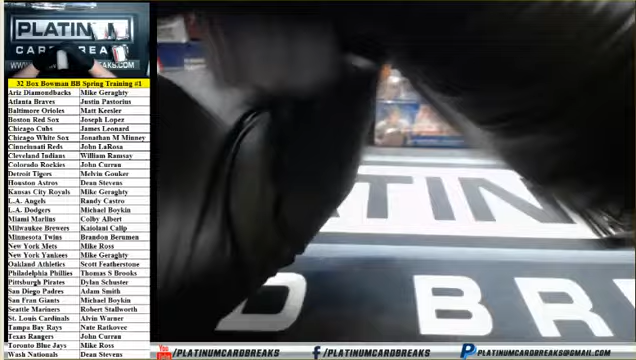 PLATIN
CARD BREAKS
32 Box Bowman BB Spring Training #1
Ariz Diamondbacks Mike Geraghty
Atlanta Braves Justin Pastorius
Baltimore Orioles Matt Keesler
Boston Red Sox Joseph Lopez
Chicago Cubs James Leonard
Chicago White Sox Jonathan M Minney
Cincinnati Reds John LaRosa
Cleveland Indians William Ramsay
Colorado Rockies John Curran
Detroit Tigers Melvin Gouker
Houston Astros Dean Stevens
Kansas City Royals Mike Geraghty
L.A. Angels Randy Castro
L.A. Dodgers Michael Boykin
Miami Marlins Colby Albert
Milwaukee Brewers Kaiolani Calip
Minnesota Twins Brandon Berumen
New York Mets Mike Ross
New York Yankees Mike Geraghty
Oakland Athletics Scott Featherstone
Philadelphia Phillies Thomas S Brooks
Pittsburg Pirates Dylan Schuster
San Diego Padres Adam Smith
San Fran Giants Michael Boykin
Seattle Mariners Robert Stallworth
St. Louis Cardinals Alvin Warner
Tampa Bay Rays Nate Ratkovec
Texas Rangers John Curran
Toronto Blue Jays Mike Ross
Wash Nationals Dean Stevens
TIN
D BR
You Tube /PLATINUMCARDBREAKS f /PLATINUMCARDBREAKS P PLATINUMCARDBREAKS@GMAIL.COM